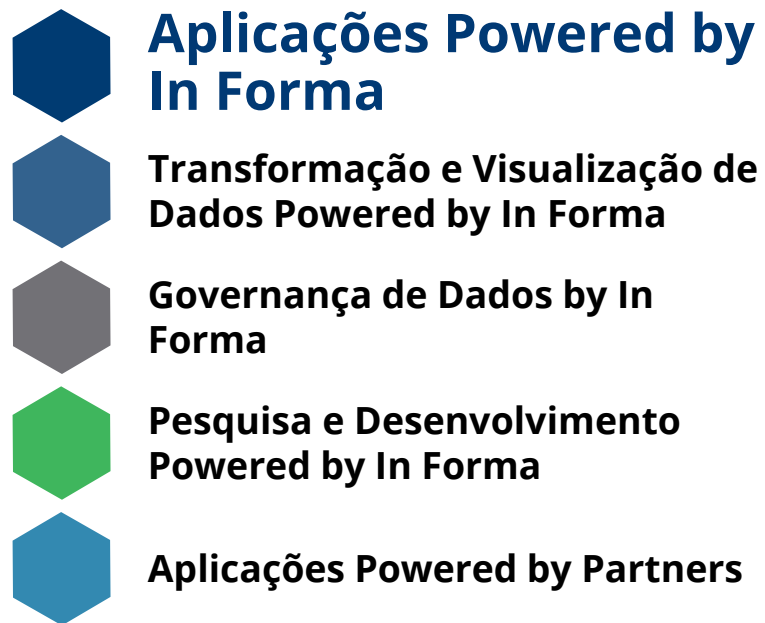 Aplicações Powered by
In Forma
Transformação e Visualização de
Dados Powered by In Forma
Governança de Dados by In
Forma
Pesquisa e Desenvolvimento
Powered by In Forma
Aplicações Powered by Partners